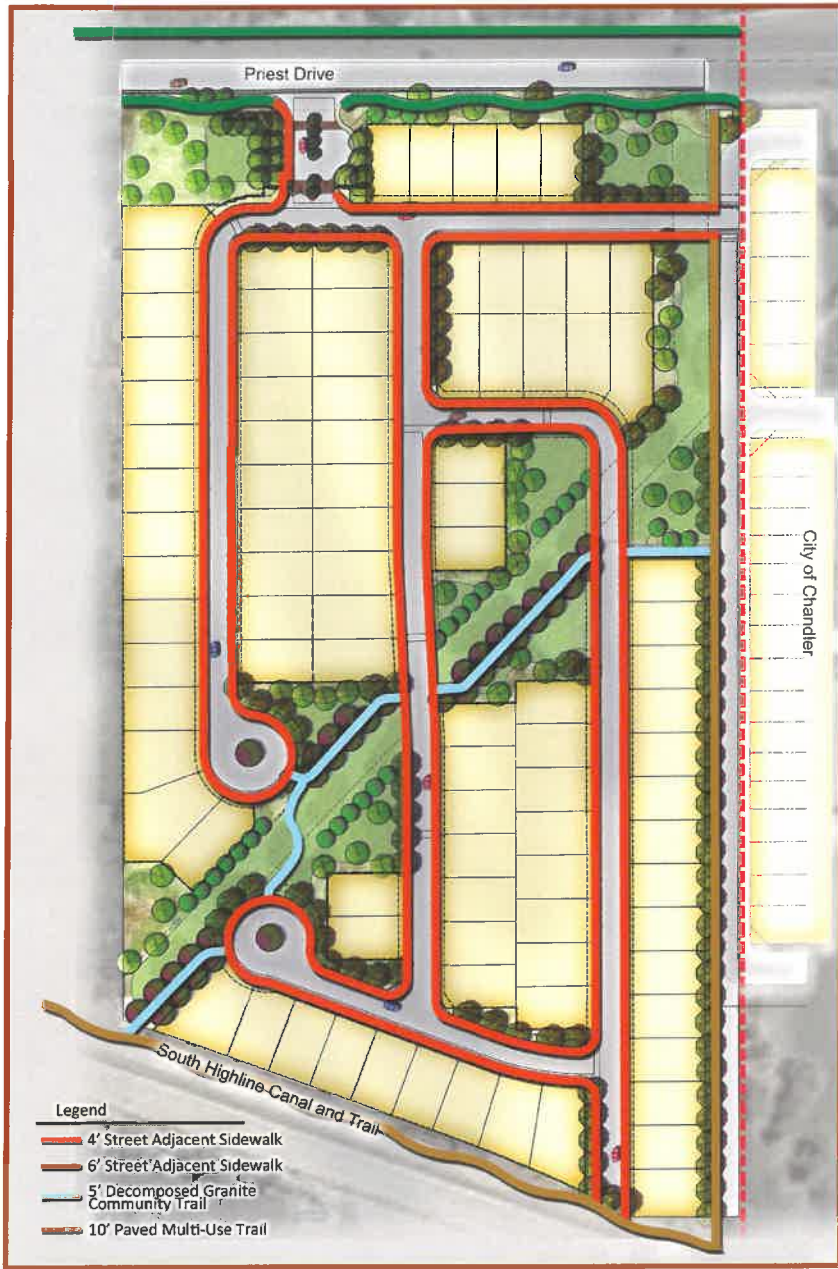 Priest Drive
City of Chandler
South Highline Canal and Trail
Legend
4' Street Adjacent Sidewalk
6' Street Adjacent Sidewalk
5' Decomposed Granite
Community Trail
10' Paved Multi-Use Trail